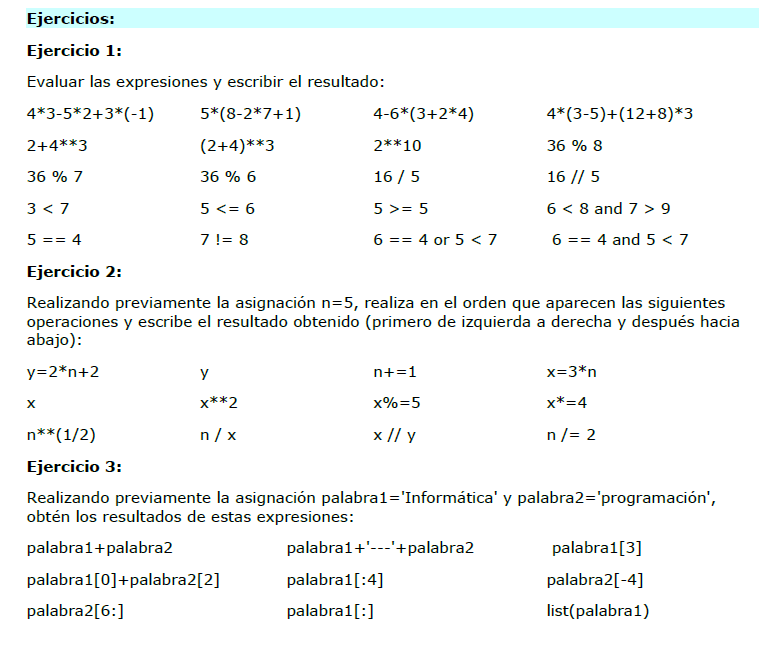 Ejercicios:
Ejercicio 1:
Evaluar las expresiones y escribir el resultado:
4*3-5*2+3*(-1) 5*(8-2*7+1) 4-6*(3+2*4) 4*(3-5)+(12+8)*3
2+4**3 (2+4)**3 2**10 36 % 8
36 % 7 36 % 6 16 / 5 16 // 5
3 < 7 5 <= 6 5 >= 5 6 < 8 and 7 > 9
5 == 4 7 != 8 6 == 4 or 5 < 7 6 == 4 and 5 < 7
Ejercicio 2:
Realizando previamente la asignación n=5, realiza en el orden que aparecen las siguientes
operaciones y escribe el resultado obtenido (primero de izquierda a derecha y después hacia
abajo):
y=2*n+2 y n+=1 x=3*n
x x**2 x%=5 x*=4
n**(1/2) n / x x // y n /= 2
Ejercicio 3:
Realizando previamente la asignación palabra1='Informática' y palabra2='programación',
obtén los resultados de estas expresiones:
palabra1+palabra2 palabra1+'---'+palabra2 palabra1[3]
palabra1[0]+palabra2[2] palabra1[:4] palabra2[-4]
palabra2[6:] palabra1[:] list(palabra1)